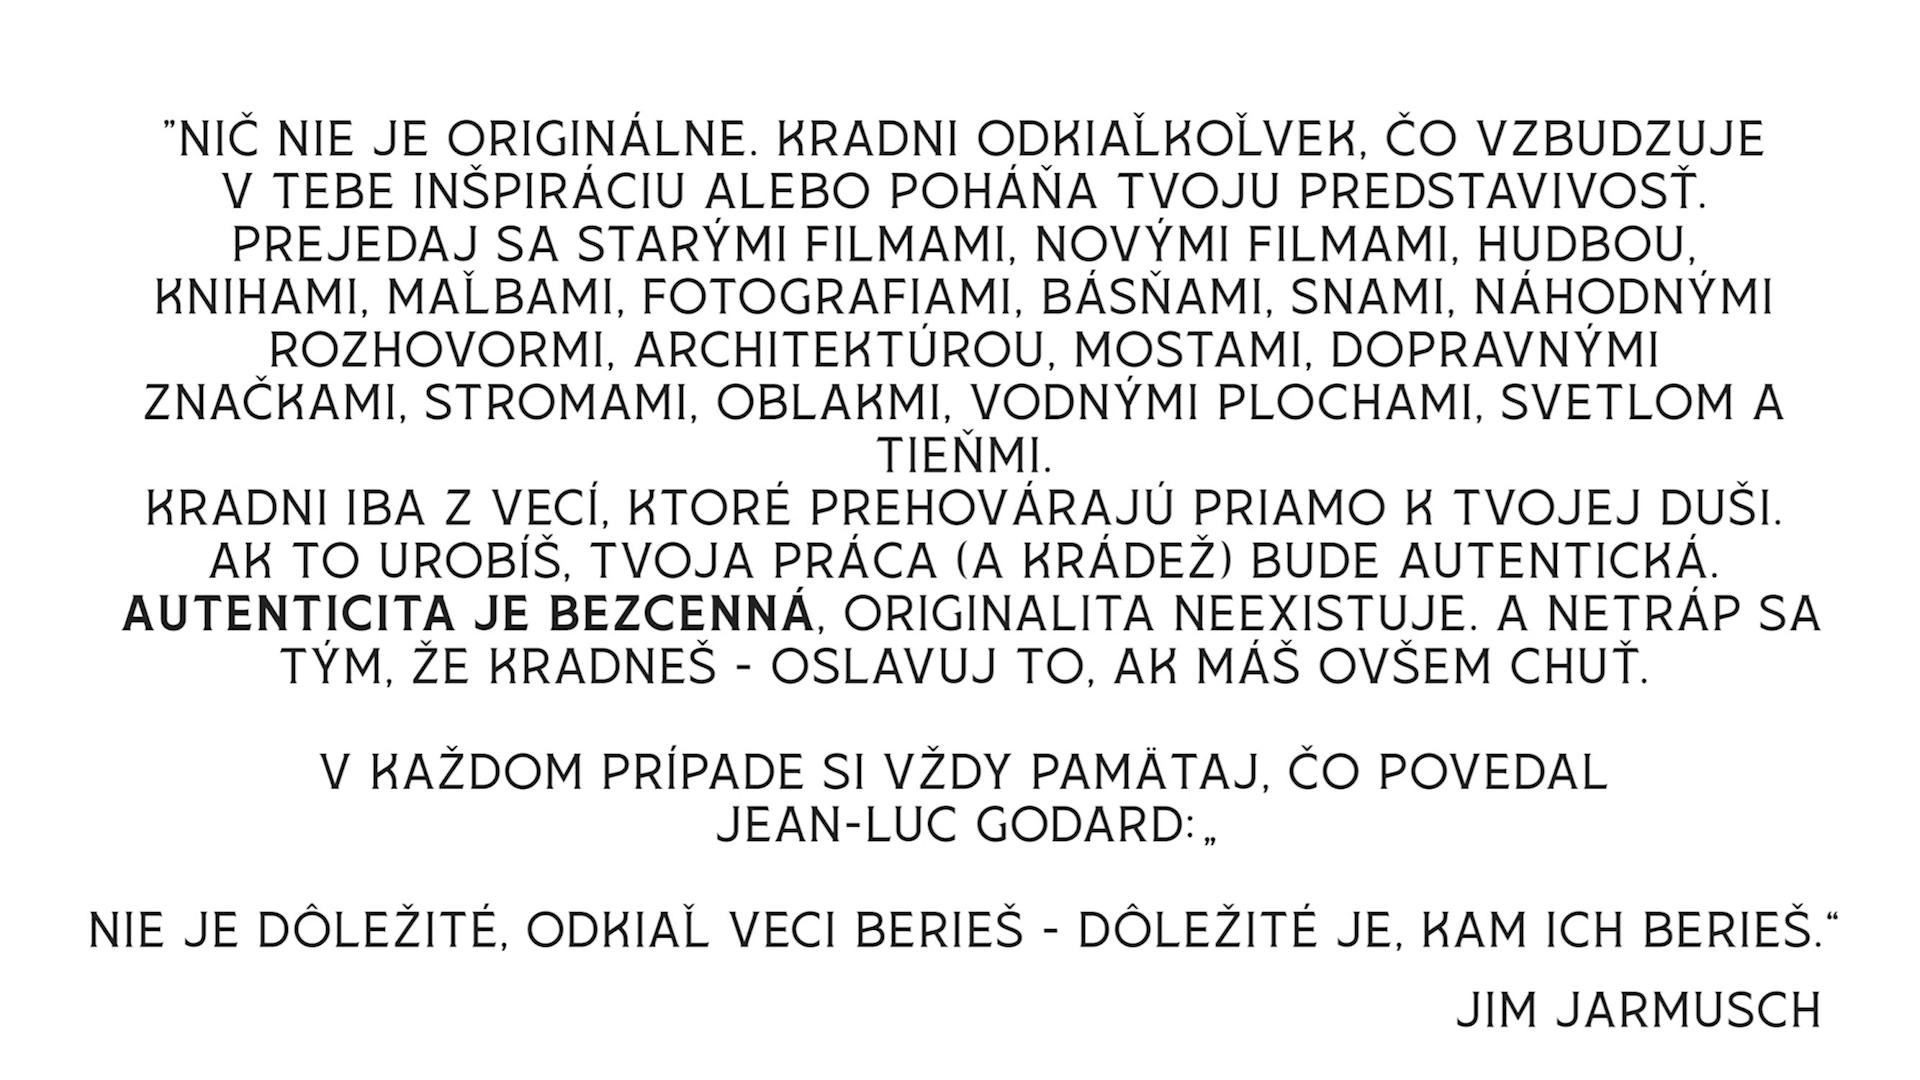 ”NIČ NIE JE ORIGINÁLNE. KRADNI ODKIAĽKOĽVEK, ČO VZBUDZUJE
V TEBE INŠPIRÁCIU ALEBO POHÁŇA TVOJU PREDSTAVIVOSŤ.
PREJEDAJ SA STARÝMI FILMAMI, NOVÝMI FILMAMI, HUDBOU,
KNIHAMI, MAĽBAMI, FOTOGRAFIAMI, BÁSŇAMI, SNAMI, NÁHODNÝMI
ROZHOVORMI, ARCHITEKTÚROU, MOSTAMI, DOPRAVNÝMI
ZNAČKAMI, STROMAMI, OBLAKMI, VODNÝMI PLOCHAMI, SVETLOM A
TIEŇMI.
KRADNI IBA Z VECÍ, KTORÉ PREHOVÁRAJÚ PRIAMO K TVOJEJ DUŠI.
AK TO UROBÍŠ, TVOJA PRÁCA (A KRÁDEŽ) BUDE AUTENTICKÁ.
AUTENTICITA JE BEZCENNÁ, ORIGINALITA NEEXISTUJE. A NETRÁP SA
TÝM, ŽE KRADNEŠ - OSLAVUJ TO, AK MÁŠ OVŠEM CHUŤ.
V KAŽDOM PRÍPADE SI VŽDY PAMÄTAJ, ČO POVEDAL
JEAN-LUC GODARD: „
NIE JE DÔLEŽITÉ, ODKIAĽ VECI BERIEŠ - DÔLEŽITÉ JE, KAM ICH BERIEŠ.“
JIM JARMUSCH